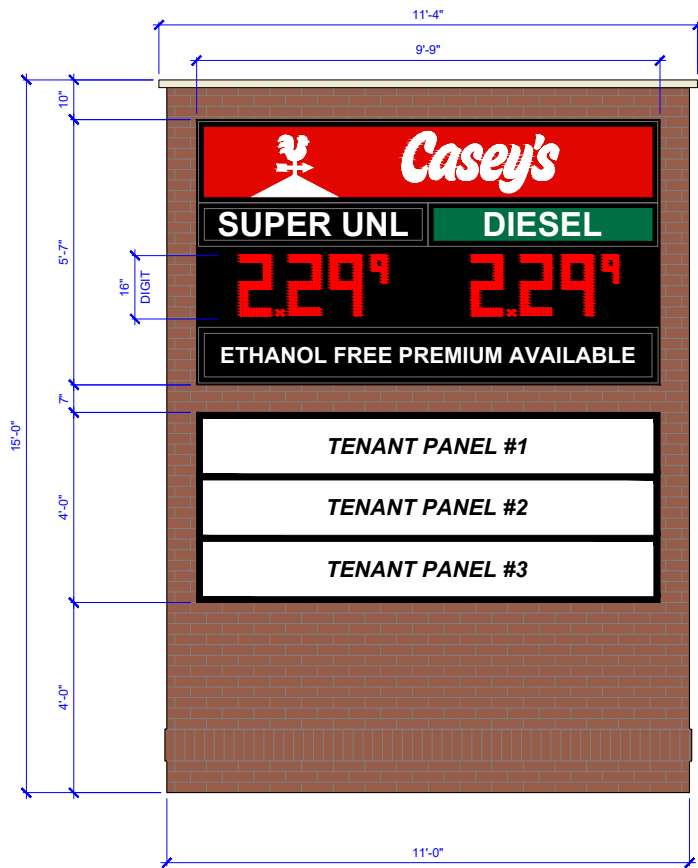 11'-4"
9'-9"
10"
Casey's
SUPER UNL
DIESEL
5'-7"
16"
DIGIT
2.299
2.299
ETHANOL FREE PREMIUM AVAILABLE
7"
15'-0"
TENANT PANEL #1
4'-0"
TENANT PANEL #2
TENANT PANEL #3
4'-0"
11'-0"